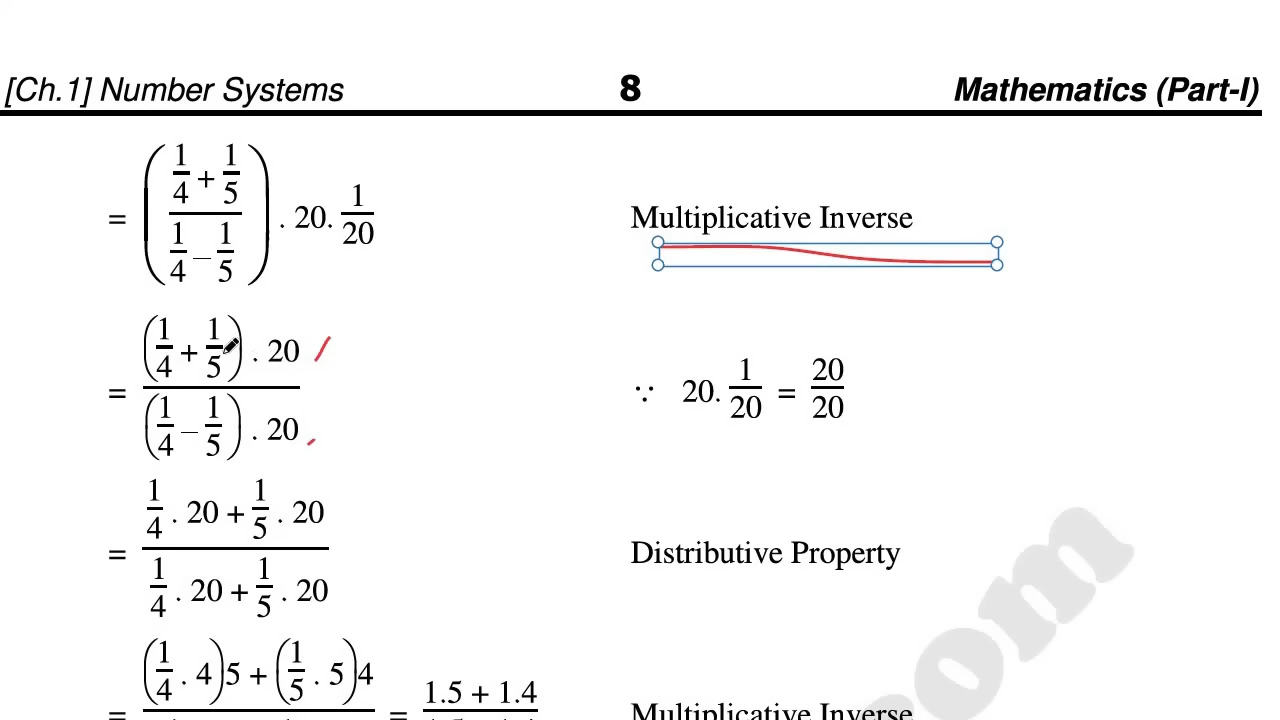 [Ch.1] Number Systems 8 Mathematics (Part-I)
= ((1/4 + 1/5) / (1/4 – 1/5)) . 20. 1/20 Multiplicative Inverse
= ((1/4 + 1/5) . 20) / ((1/4 – 1/5) . 20) ∵ 20. 1/20 = 20/20
= (1/4 . 20 + 1/5 . 20) / (1/4 . 20 + 1/5 . 20) Distributive Property
= (1/4 . 4)5 + (1/5 . 5)4 = 1.5 + 1.4 Multiplicative Inverse
om